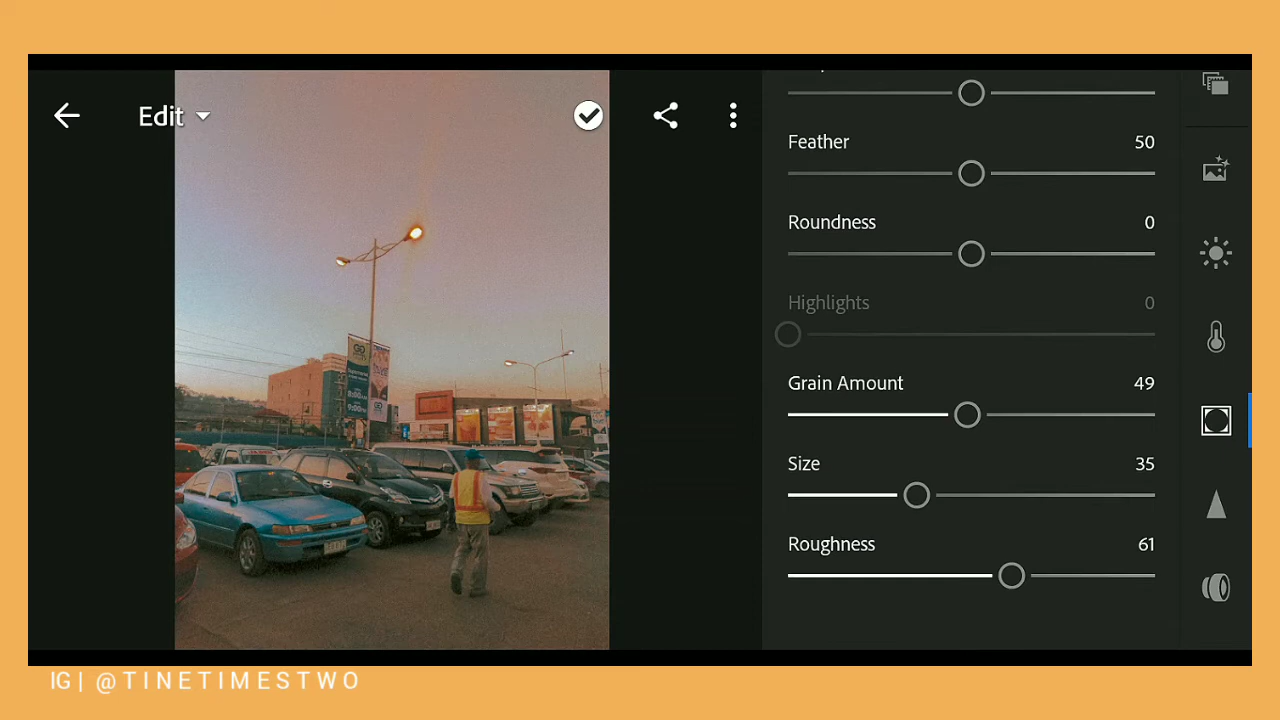 Edit
Feather 50
Roundness 0
Highlights 0
Grain Amount 49
Size 35
Roughness 61
IG | @TINETIMESTWO